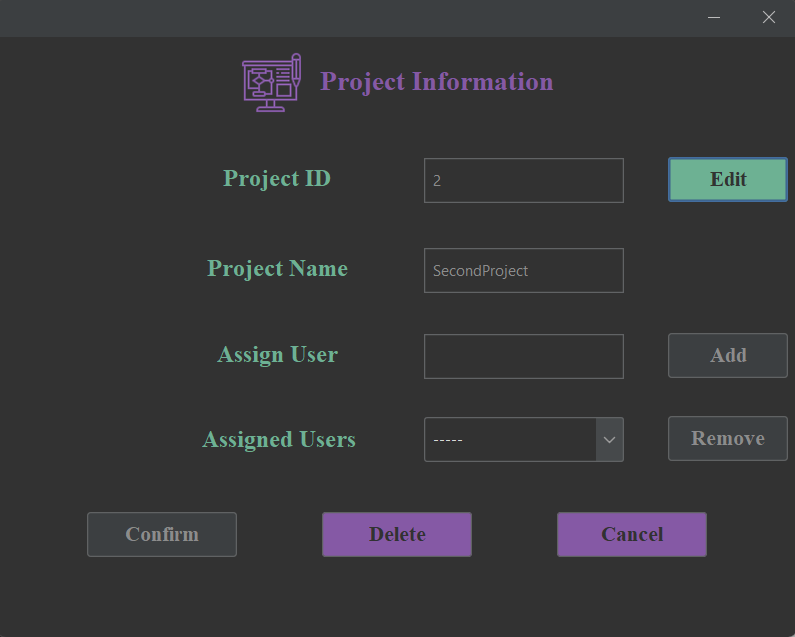 Project Information
Project ID
2
Edit
Project Name
SecondProject
Assign User
Add
Assigned Users
-----
Remove
Confirm
Delete
Cancel